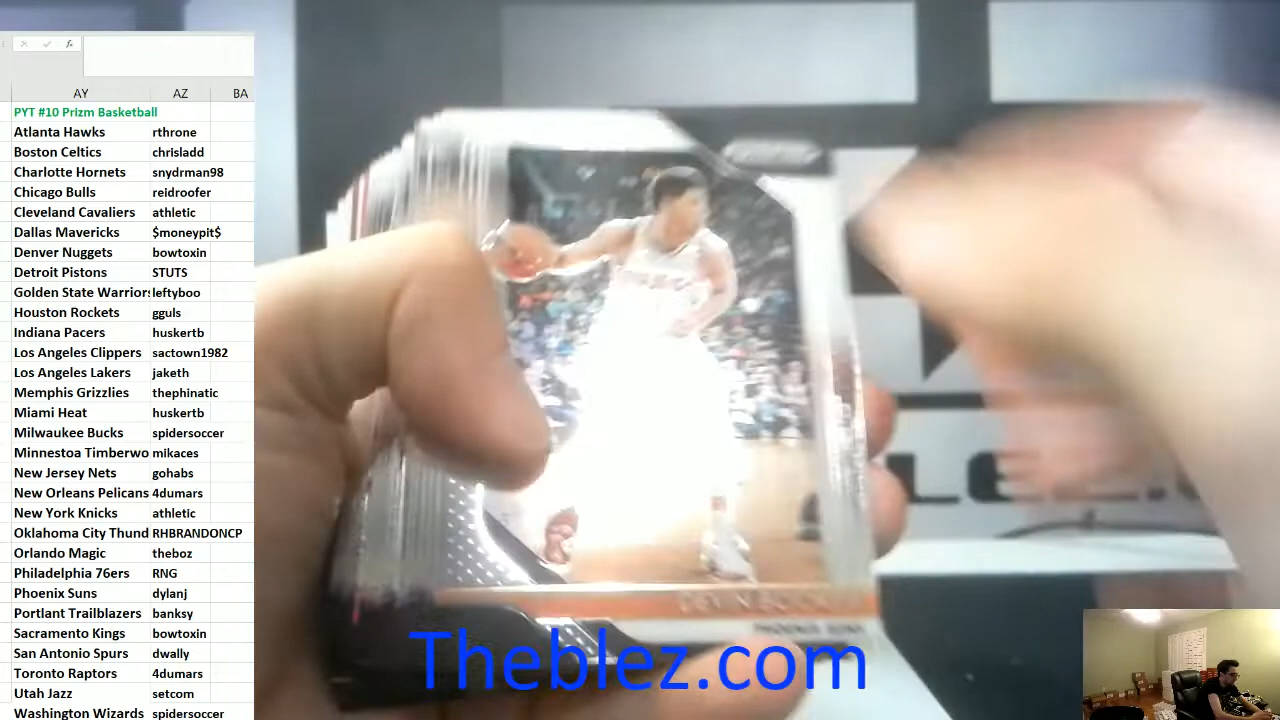 AY AZ BA
PYT #10 Prizm Basketball
Atlanta Hawks rthrone
Boston Celtics chrisladd
Charlotte Hornets snydrman98
Chicago Bulls reidroofer
Cleveland Cavaliers athletic
Dallas Mavericks $moneypit$
Denver Nuggets bowtoxin
Detroit Pistons STUTS
Golden State Warriors leftyboo
Houston Rockets gguls
Indiana Pacers huskertb
Los Angeles Clippers sactown1982
Los Angeles Lakers jaketh
Memphis Grizzlies thephinatic
Miami Heat huskertb
Milwaukee Bucks spidersoccer
Minnestoa Timberwo mikaces
New Jersey Nets gohabs
New Orleans Pelicans 4dumars
New York Knicks athletic
Oklahoma City Thund RHBRANDONCP
Orlando Magic theboz
Philadelphia 76ers RNG
Phoenix Suns dylanj
Portlant Trailblazers banksy
Sacramento Kings bowtoxin
San Antonio Spurs dwally
Toronto Raptors 4dumars
Utah Jazz setcom
Washington Wizards spidersoccer
PHOENIX SUNS
Theblez.com